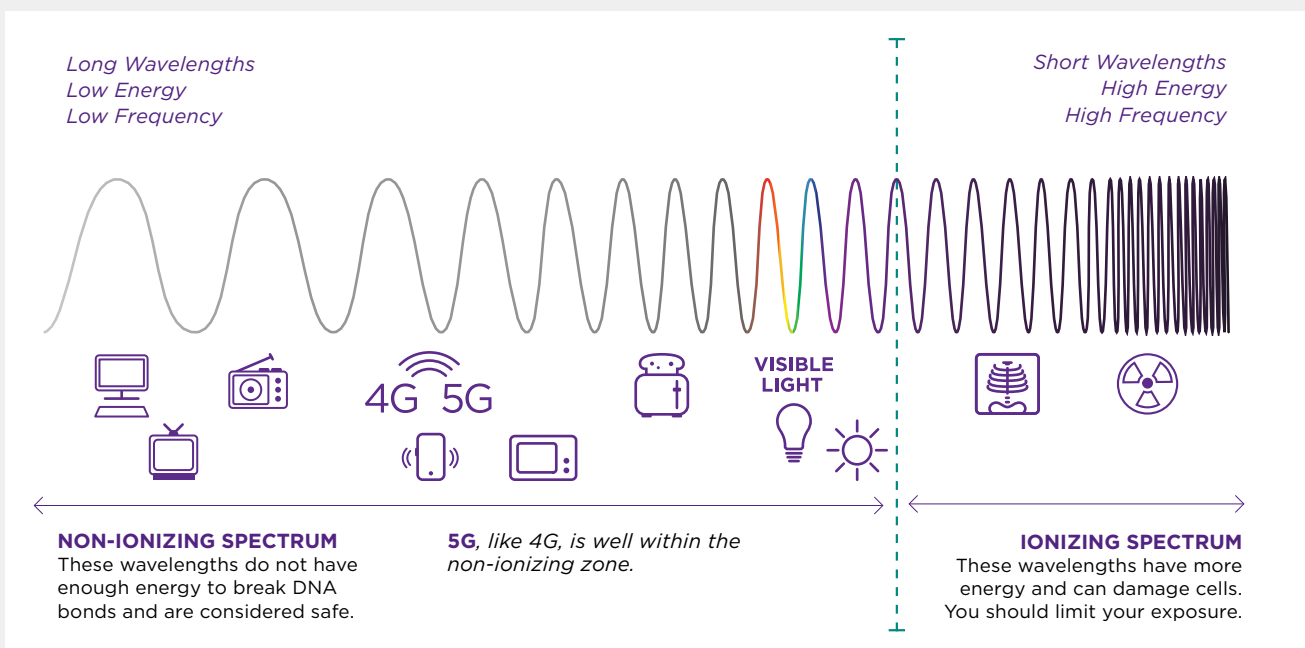 Long Wavelengths
Low Energy
Low Frequency
Short Wavelengths
High Energy
High Frequency
4G 5G
VISIBLE
LIGHT
NON-IONIZING SPECTRUM
These wavelengths do not have
enough energy to break DNA
bonds and are considered safe.
5G, like 4G, is well within the
non-ionizing zone.
IONIZING SPECTRUM
These wavelengths have more
energy and can damage cells.
You should limit your exposure.